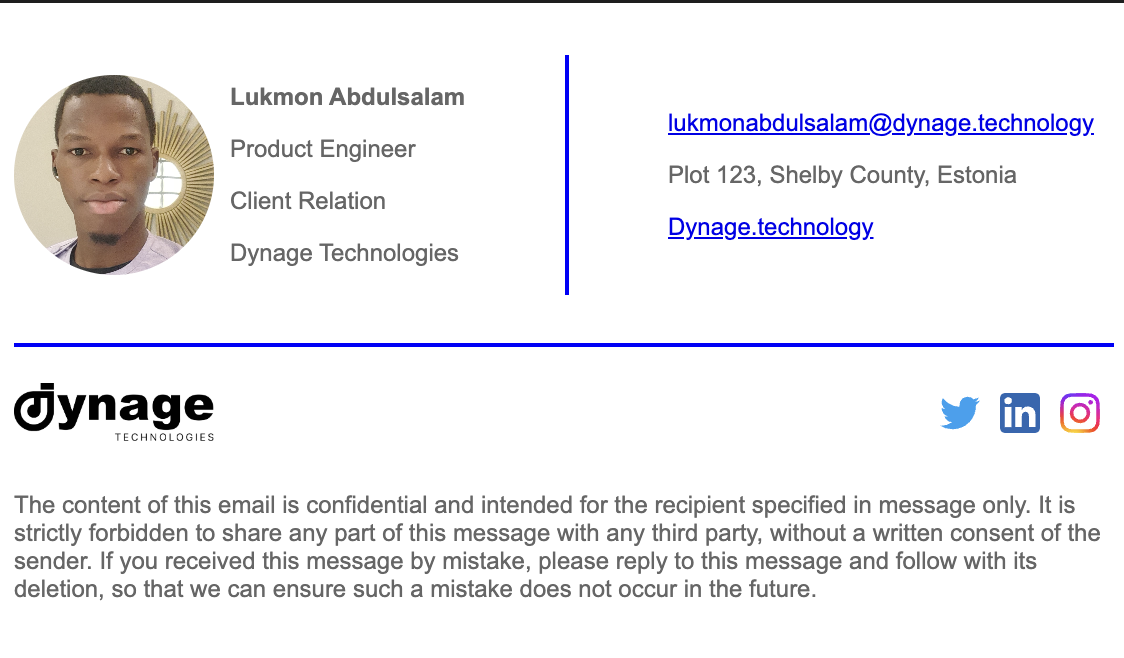 Lukmon Abdulsalam
Product Engineer
Client Relation
Dynage Technologies
lukmonabdulsalam@dynage.technology
Plot 123, Shelby County, Estonia
Dynage.technology
dynage
TECHNOLOGIES
in
The content of this email is confidential and intended for the recipient specified in message only. It is
strictly forbidden to share any part of this message with any third party, without a written consent of the
sender. If you received this message by mistake, please reply to this message and follow with its
deletion, so that we can ensure such a mistake does not occur in the future.